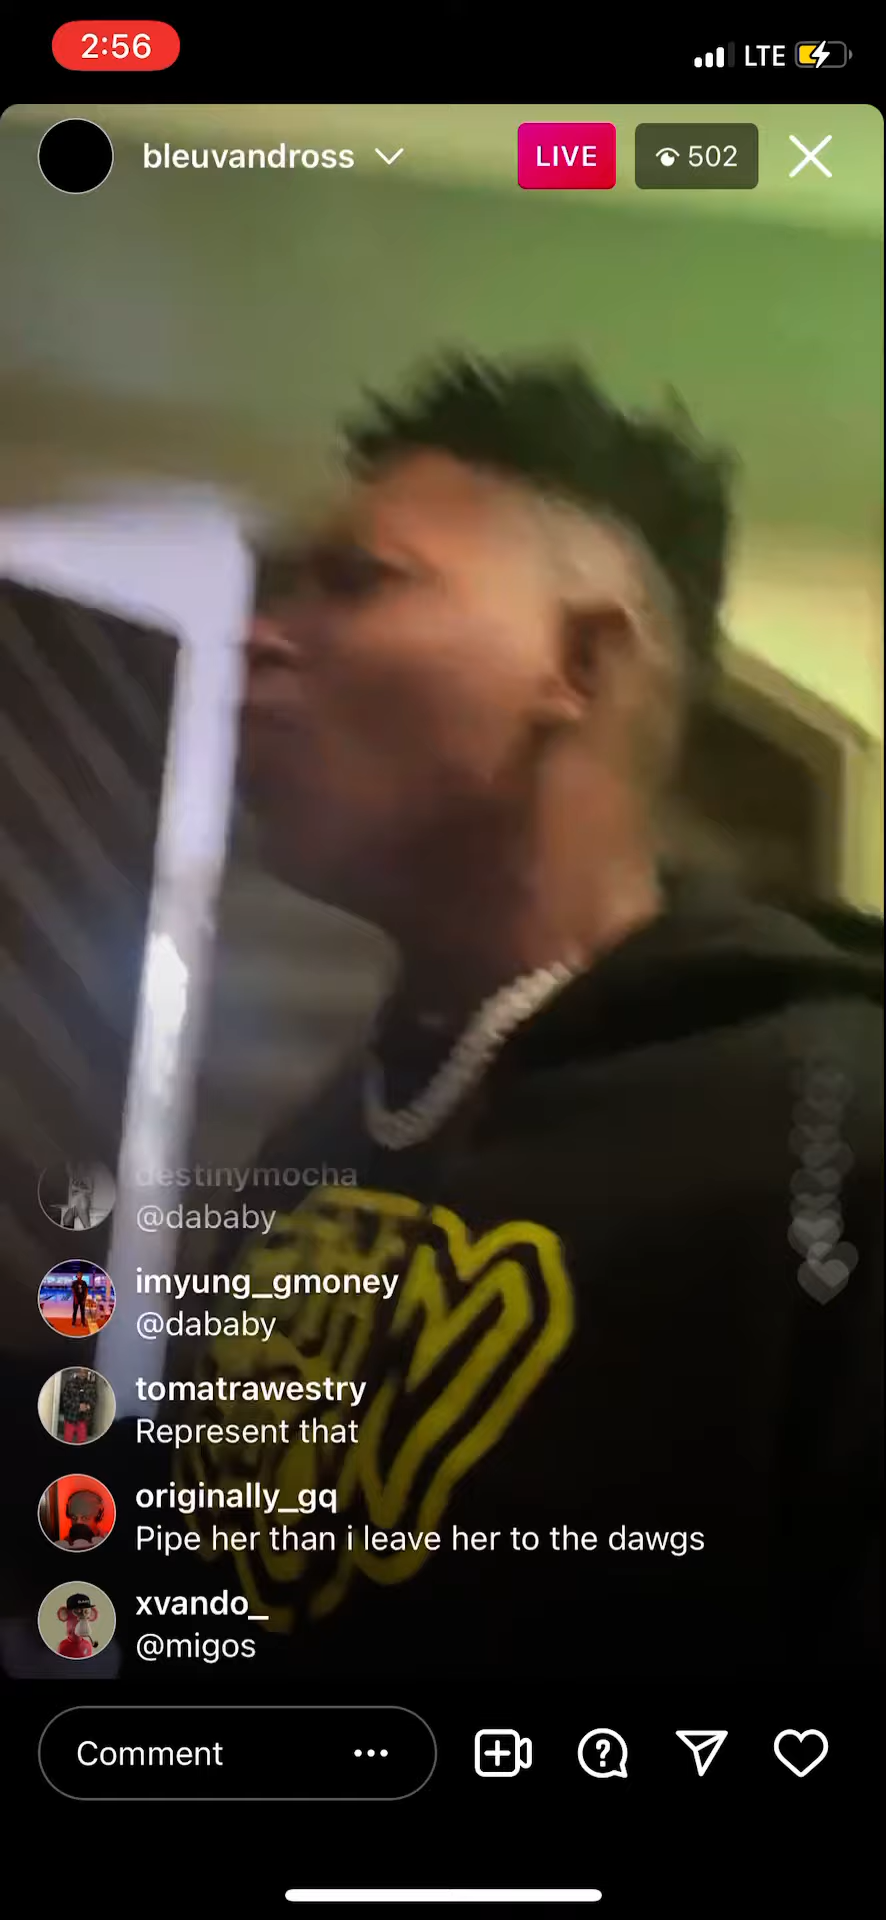 2:56
LTE
bleuvandross
LIVE
502
destinymocha
@dababy
imyung_gmoney
@dababy
tomatrawestry
Represent that
originally_gq
Pipe her than i leave her to the dawgs
xvando_
@migos
Comment